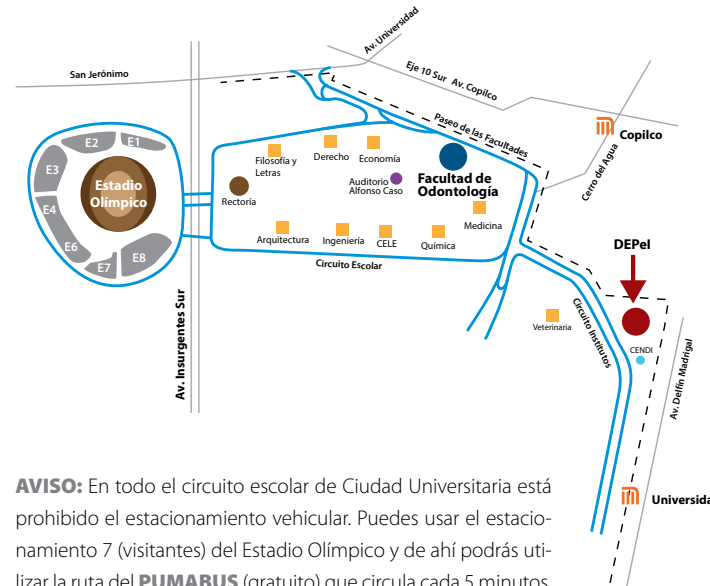 Av. Universidad
San Jerónimo
Eje 10 Sur Av. Copilco
Paseo de las Facultades
Copilco
Cerro del Agua
E2
E1
E3
E4
E6
E7
E8
Estadio
Olímpico
Rectoría
Filosofía y
Letras
Derecho
Economía
Auditorio
Alfonso Caso
Facultad de
Odontología
Medicina
Arquitectura
Ingeniería
CELE
Química
Circuito Escolar
DEPeI
Veterinaria
Circuito Institutos
CENDI
Av. Delfín Madrigal
Av. Insurgentes Sur
Universida
AVISO: En todo el circuito escolar de Ciudad Universitaria está
prohibido el estacionamiento vehicular. Puedes usar el estacio-
namiento 7 (visitantes) del Estadio Olímpico y de ahí podrás uti-
lizar la ruta del PUMABUS (gratuito) que circula cada 5 minutos.